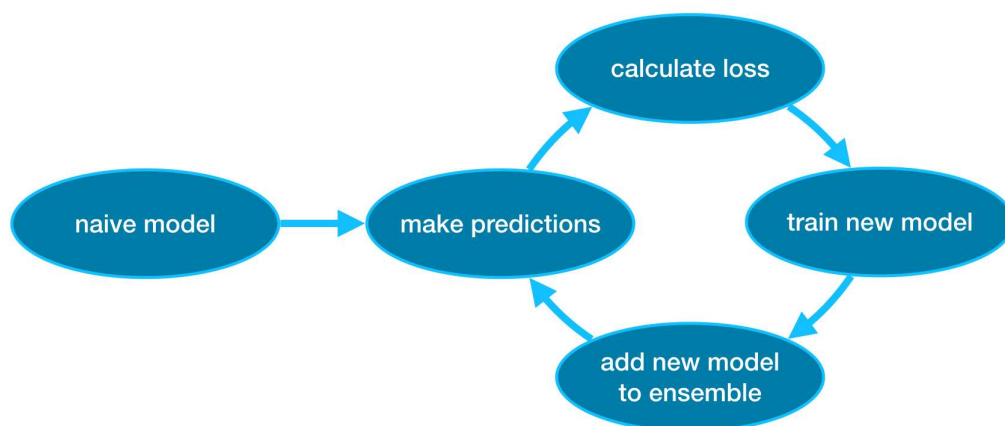 calculate loss
naive model
make predictions
train new model
add new model
to ensemble